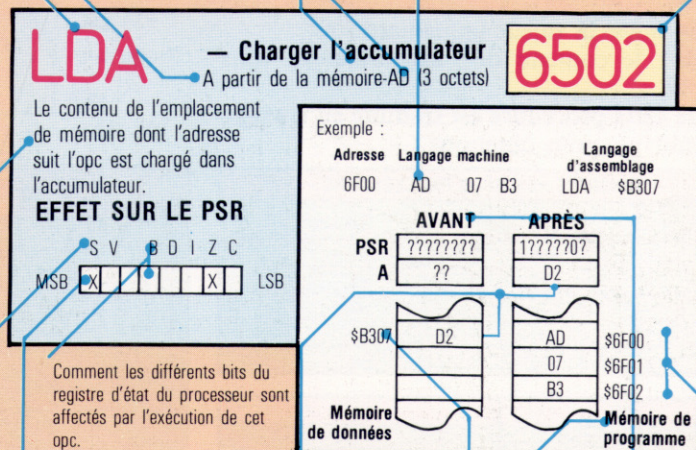 LDA
— Charger l'accumulateur
A partir de la mémoire-AD (3 octets)
6502
Le contenu de l'emplacement
de mémoire dont l'adresse
suit l'opc est chargé dans
l'accumulateur.
EFFET SUR LE PSR
S V B D I Z C
MSB X X LSB
Comment les différents bits du
registre d'état du processeur sont
affectés par l'exécution de cet
opc.
Exemple :
Adresse Langage machine Langage
d'assemblage
6F00 AD 07 B3 LDA $B307
AVANT APRÈS
PSR ???????? 1?????0?
A ?? D2
$B307 D2 AD $6F00
07 $6F01
B3 $6F02
Mémoire
de données
Mémoire de
programme